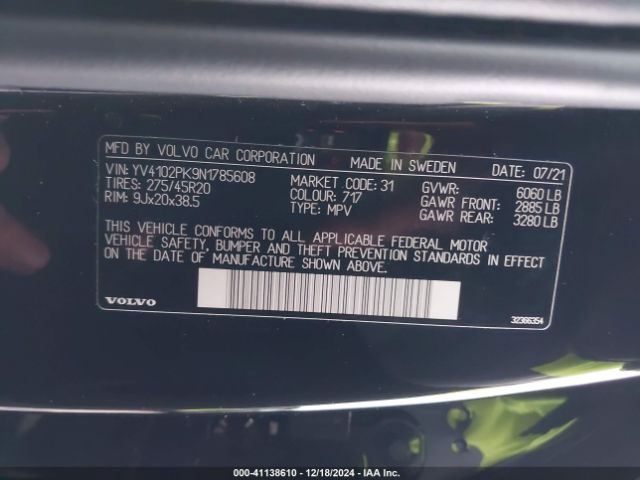 MFD BY VOLVO CAR CORPORATION MADE IN SWEDEN DATE: 07/21
VIN: YV4102PK9N1785608 MARKET CODE: 31 GVWR: 6060 LB
TIRES: 275/45R20 COLOUR: 717 GAWR FRONT: 2885 LB
RIM: 9Jx20x38.5 TYPE: MPV GAWR REAR: 3280 LB
THIS VEHICLE CONFORMS TO ALL APPLICABLE FEDERAL MOTOR
VEHICLE SAFETY, BUMPER AND THEFT PREVENTION STANDARDS IN EFFECT
ON THE DATE OF MANUFACTURE SHOWN ABOVE.
VOLVO 32366354
000-41138610 - 12/18/2024 - IAA Inc.